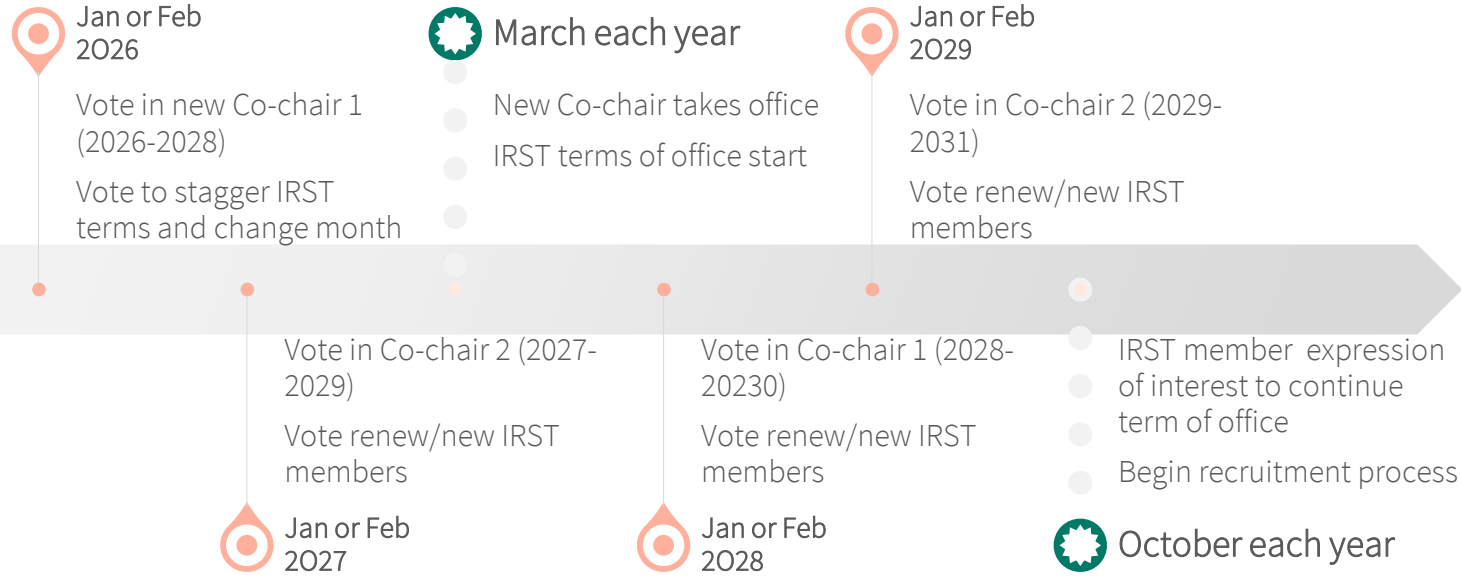 Jan or Feb
2026
Vote in new Co-chair 1
(2026-2028)
Vote to stagger IRST
terms and change month
March each year
New Co-chair takes office
IRST terms of office start
Jan or Feb
2029
Vote in Co-chair 2 (2029-
2031)
Vote renew/new IRST
members
Vote in Co-chair 2 (2027-
2029)
Vote renew/new IRST
members
Jan or Feb
2027
Vote in Co-chair 1 (2028-
20230)
Vote renew/new IRST
members
Jan or Feb
2028
IRST member  expression
of interest to continue
term of office
Begin recruitment process
October each year